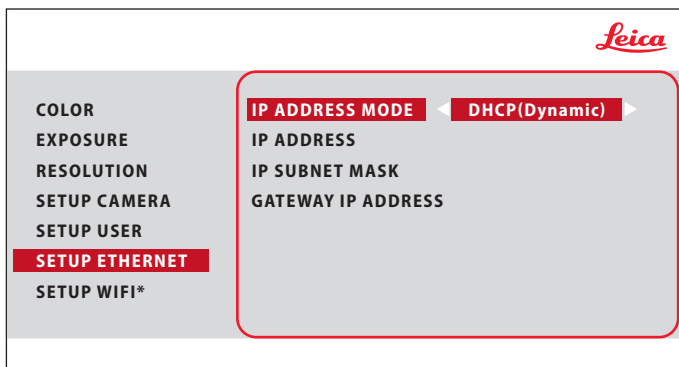 Leica
COLOR
EXPOSURE
RESOLUTION
SETUP CAMERA
SETUP USER
SETUP ETHERNET
SETUP WIFI*
IP ADDRESS MODE DHCP(Dynamic)
IP ADDRESS
IP SUBNET MASK
GATEWAY IP ADDRESS